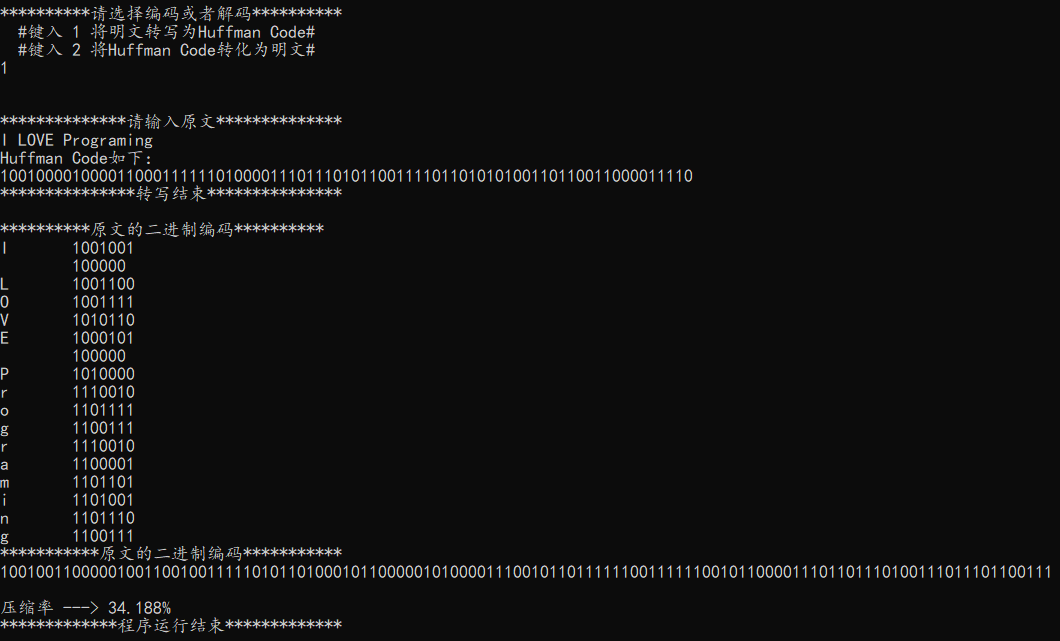 **********请选择编码或者解码**********
#键入 1 将明文转写为Huffman Code#
#键入 2 将Huffman Code转化为明文#
1
**************请输入原文**************
I LOVE Programing
Huffman Code如下:
10010000100001100011111101000011101110101100111101101010100110110011000011110
***************转写结束***************
**********原文的二进制编码**********
I 1001001
100000
L 1001100
O 1001111
V 1010110
E 1000101
100000
P 1010000
r 1110010
o 1101111
g 1100111
r 1110010
a 1100001
m 1101101
i 1101001
n 1101110
g 1100111
***********原文的二进制编码***********
100100110000010011001001111101011010001011000001010000111001011011111100111111001011000011101101110100111011101100111
压缩率 ---> 34.188%
*************程序运行结束*************